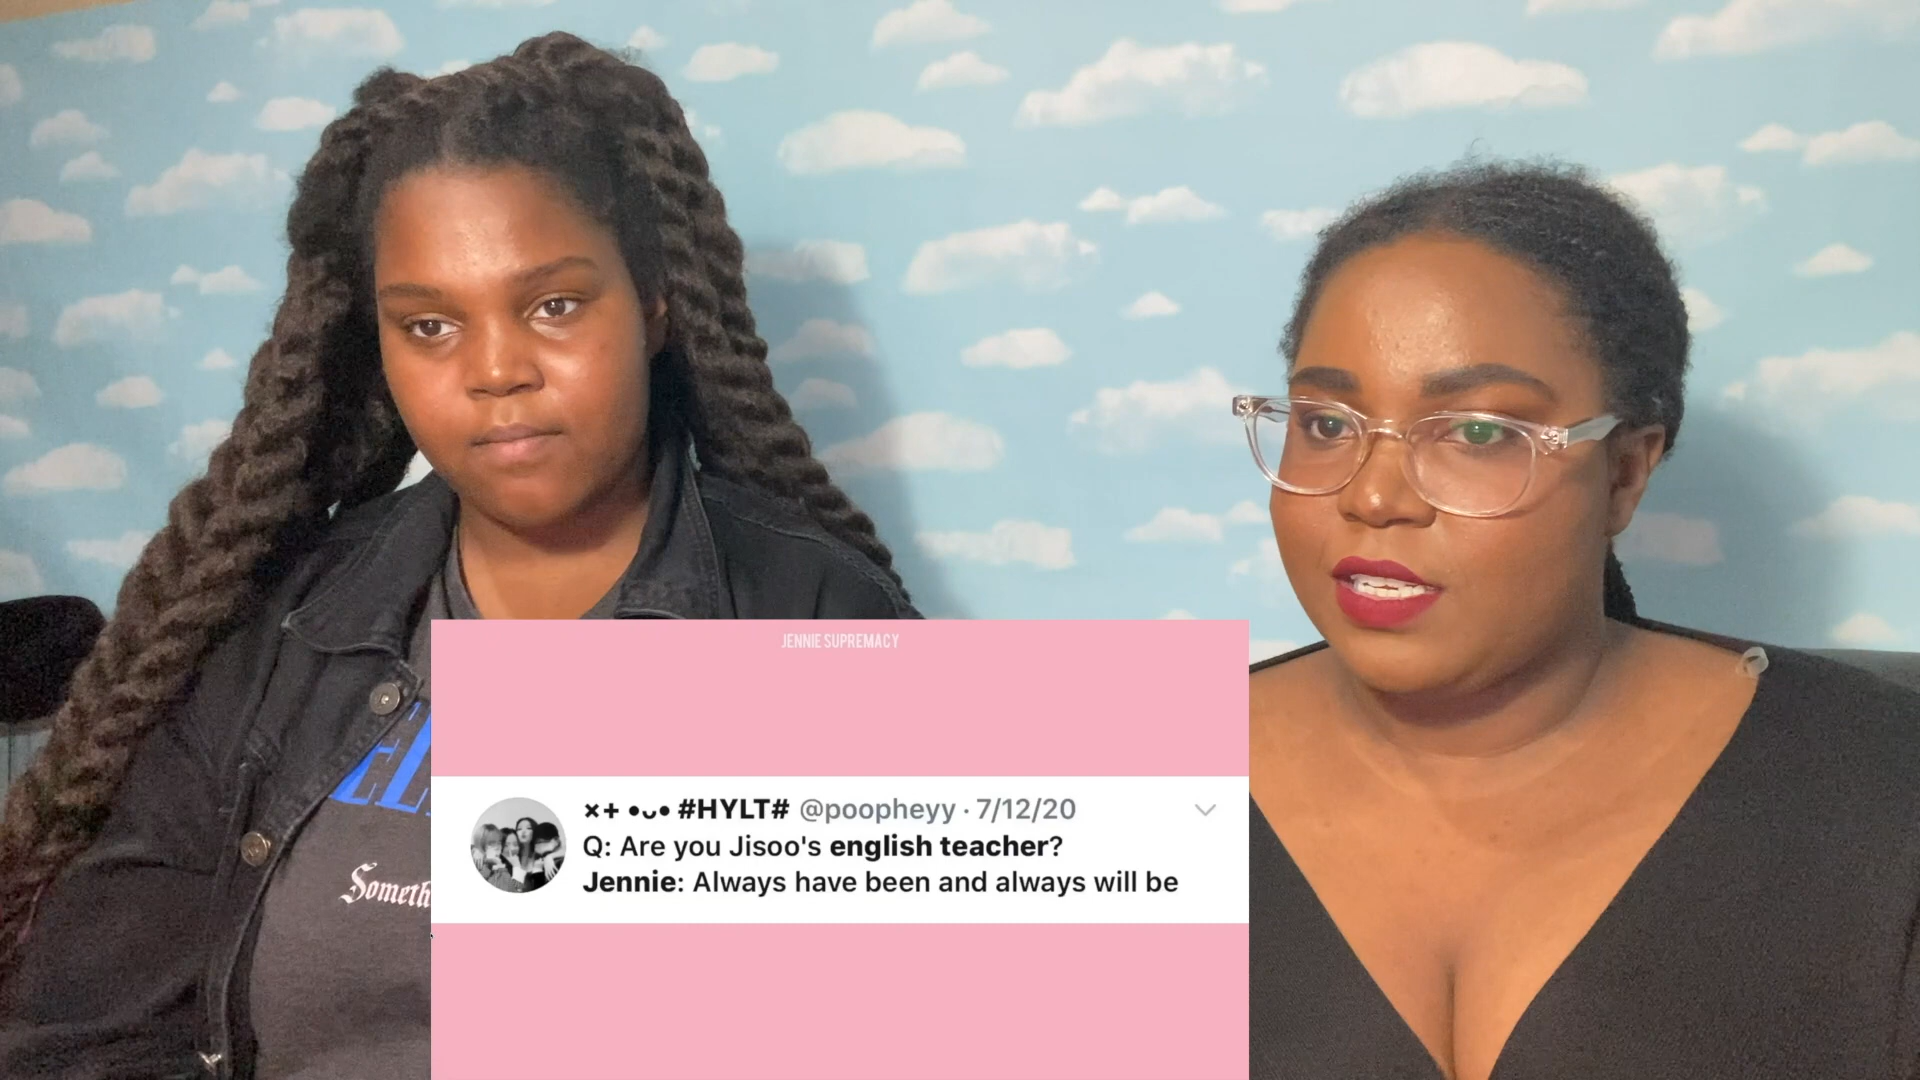 JENNIE SUPREMACY
×+ •ᴗ• #HYLT# @poopheyy · 7/12/20
Q: Are you Jisoo's english teacher?
Jennie: Always have been and always will be
Someth